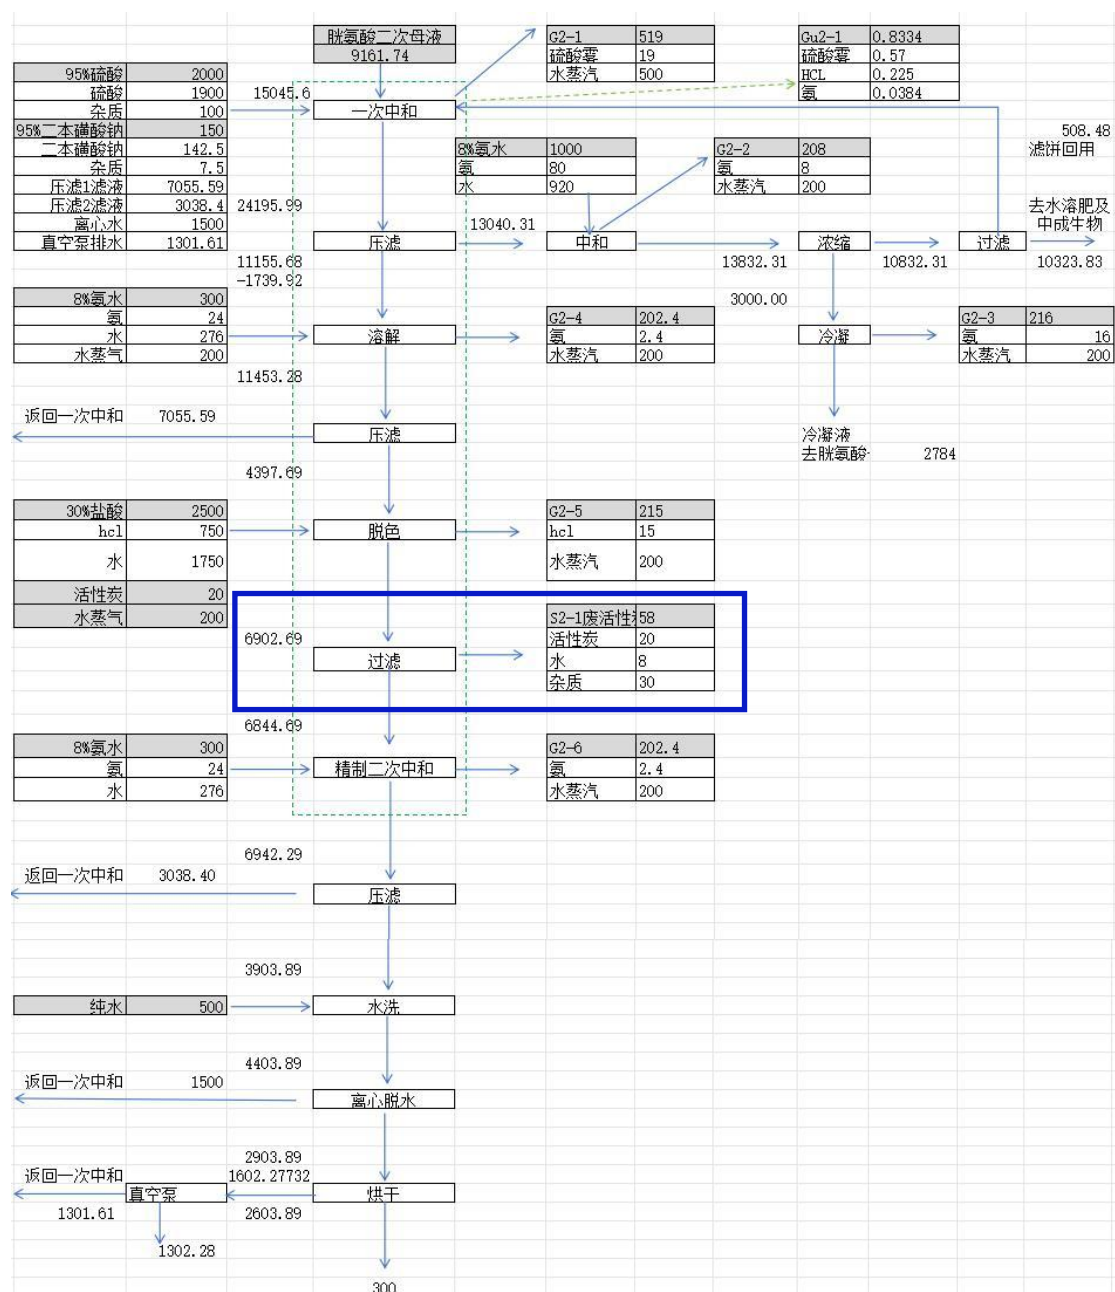 胱氨酸二次母液 G2-1 519 Gu2-1 0.8334
9161.74 硫酸雾 19 硫酸雾 0.57
95%硫酸 2000 水蒸汽 500 HCL 0.225
硫酸 1900 15045.6 氨 0.0384
杂质 100 一次中和
95%二本磺酸钠 150 508.48
二本磺酸钠 142.5 8%氨水 1000 G2-2 208 滤饼回用
杂质 7.5 氨 80 氨 8
压滤1滤液 7055.59 水 920 水蒸汽 200
压滤2滤液 3038.4 24195.99 去水溶肥及
离心水 1500 13040.31 中成生物
真空泵排水 1301.61 压滤 中和 浓缩 过滤
11155.68 13832.31 10832.31 10323.83
-1739.92
8%氨水 300 3000.00
氨 24 G2-4 202.4 G2-3 216
水 276 溶解 氨 2.4 冷凝 氨 16
水蒸气 200 水蒸汽 200 水蒸汽 200
11453.28
返回一次中和 7055.59
压滤 冷凝液
去胱氨酸 2784
4397.69
30%盐酸 2500 G2-5 215
hcl 750 脱色 hcl 15
水 1750 水蒸汽 200
活性炭 20
水蒸气 200 S2-1废活性 58
6902.69 活性炭 20
过滤 水 8
杂质 30
6844.69
8%氨水 300 G2-6 202.4
氨 24 精制二次中和 氨 2.4
水 276 水蒸汽 200
6942.29
返回一次中和 3038.40
压滤
3903.89
纯水 500 水洗
4403.89
返回一次中和 1500
离心脱水
2903.89
返回一次中和 1602.27732
真空泵 烘干
1301.61 2603.89
1302.28
300